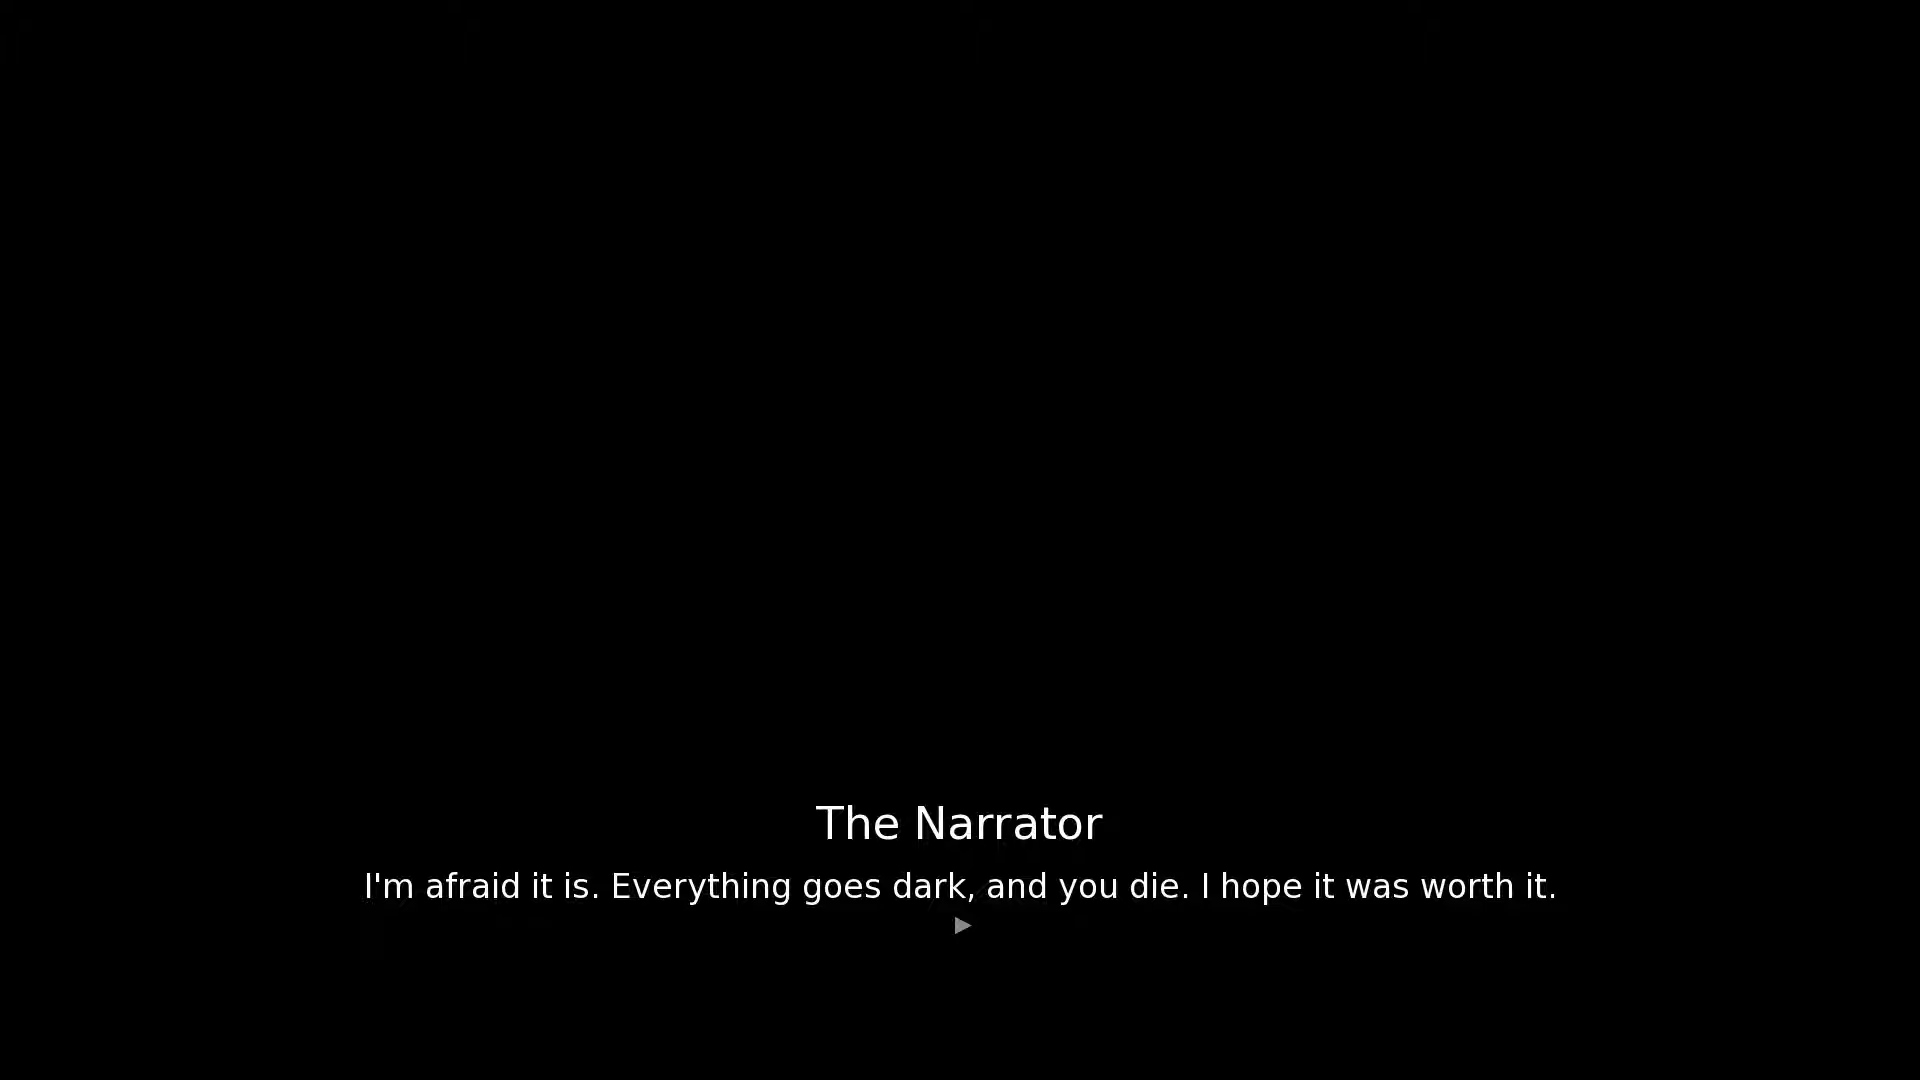 The Narrator
I'm afraid it is. Everything goes dark, and you die. I hope it was worth it.